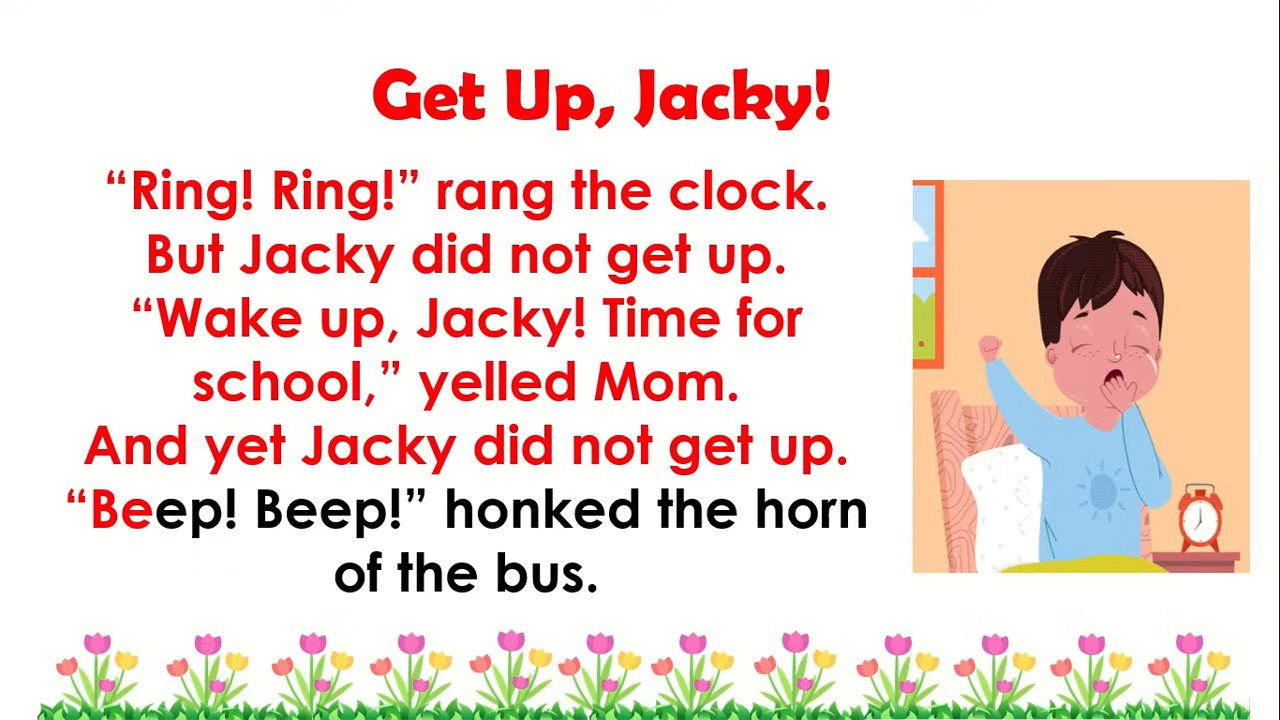 Get Up, Jacky!
“Ring! Ring!” rang the clock.
But Jacky did not get up.
“Wake up, Jacky! Time for
school,” yelled Mom.
And yet Jacky did not get up.
“Beep! Beep!” honked the horn
of the bus.